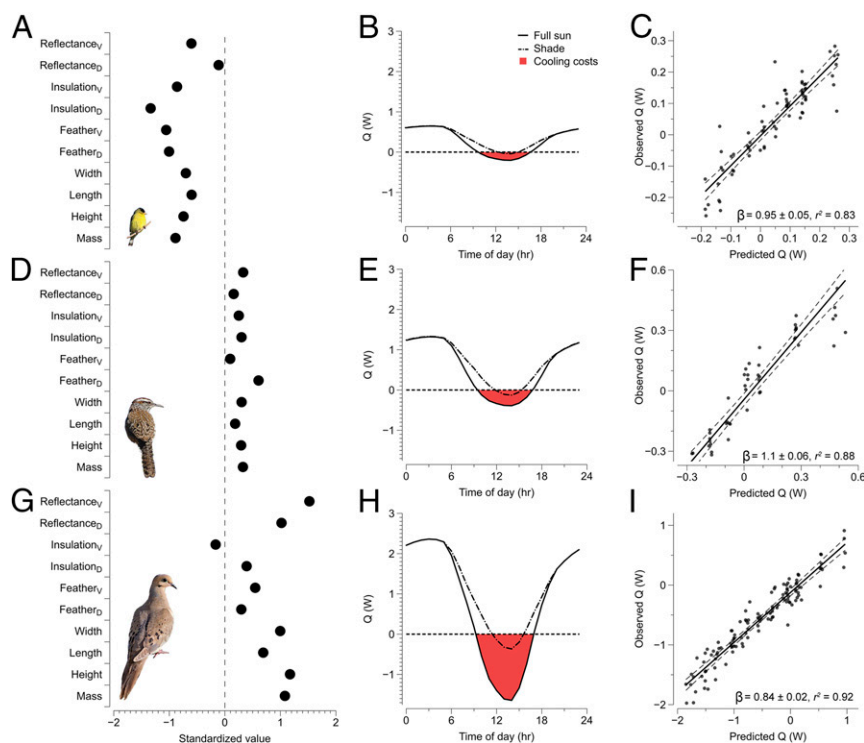 A
Reflectance_V
Reflectance_D
Insulation_V
Insulation_D
Feather_V
Feather_D
Width
Length
Height
Mass
B
3
2
1
0
−1
Q (W)
Full sun
Shade
Cooling costs
0 6 12 18 24
Time of day (hr)
C
0.3
0.2
0.1
0
−0.1
−0.2
Observed Q (W)
β = 0.95 ± 0.05, r² = 0.83
−0.2 −0.1 0 0.1 0.2 0.3
Predicted Q (W)
D
Reflectance_V
Reflectance_D
Insulation_V
Insulation_D
Feather_V
Feather_D
Width
Length
Height
Mass
E
3
2
1
0
−1
Q (W)
0 6 12 18 24
Time of day (hr)
F
0.6
0.3
0
−0.3
Observed Q (W)
β = 1.1 ± 0.06, r² = 0.88
−0.3 0 0.3 0.6
Predicted Q (W)
G
Reflectance_V
Reflectance_D
Insulation_V
Insulation_D
Feather_V
Feather_D
Width
Length
Height
Mass
−2 −1 0 1 2
Standardized value
H
3
2
1
0
−1
Q (W)
0 6 12 18 24
Time of day (hr)
I
1
0
−1
−2
Observed Q (W)
β = 0.84 ± 0.02, r² = 0.92
−2 −1 0 1
Predicted Q (W)